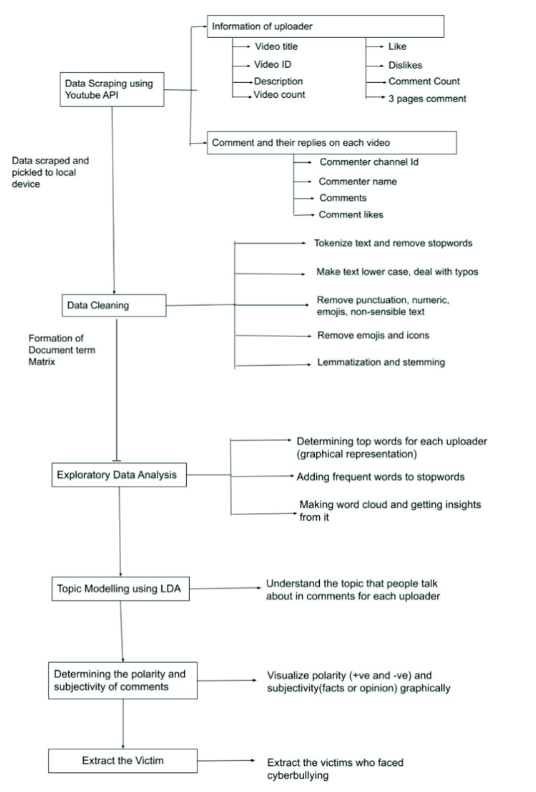 Information of uploader
Video title
Video ID
Description
Video count
Like
Dislikes
Comment Count
3 pages comment
Data Scraping using
Youtube API
Comment and their replies on each video
Commenter channel Id
Commenter name
Comments
Comment likes
Data scraped and
pickled to local
device
Tokenize text and remove stopwords
Make text lower case, deal with typos
Remove punctuation, numeric,
emojis, non-sensible text
Remove emojis and icons
Lemmatization and stemming
Data Cleaning
Formation of
Document term
Matrix
Determining top words for each uploader
(graphical representation)
Adding frequent words to stopwords
Making word cloud and getting insights
from it
Exploratory Data Analysis
Topic Modelling using LDA
Understand the topic that people talk
about in comments for each uploader
Determining the polarity and
subjectivity of comments
Visualize polarity (+ve and -ve) and
subjectivity(facts or opinion) graphically
Extract the Victim
Extract the victims who faced
cyberbullying